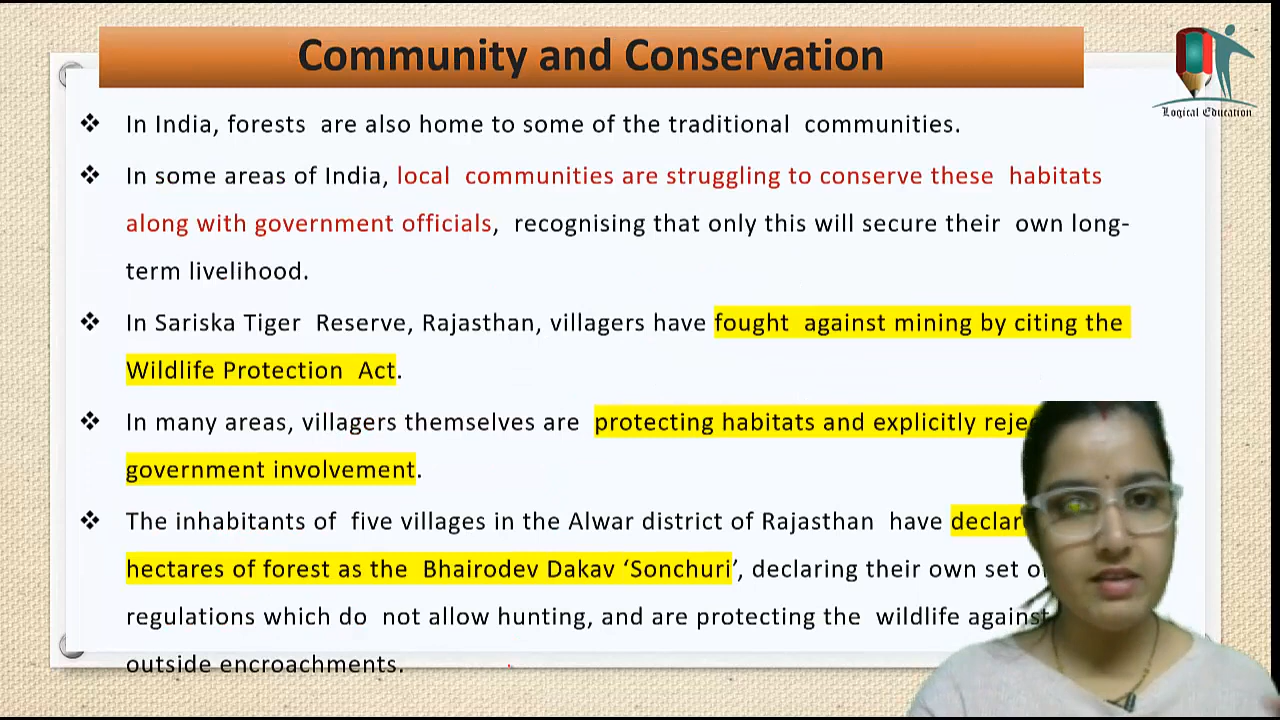 Community and Conservation
Logical Education
❖ In India, forests are also home to some of the traditional communities.
❖ In some areas of India, local communities are struggling to conserve these habitats
along with government officials, recognising that only this will secure their own long-
term livelihood.
❖ In Sariska Tiger Reserve, Rajasthan, villagers have fought against mining by citing the
Wildlife Protection Act.
❖ In many areas, villagers themselves are protecting habitats and explicitly
government involvement.
❖ The inhabitants of five villages in the Alwar district of Rajasthan have
hectares of forest as the Bhairodev Dakav ‘Sonchuri’, declaring their own set
regulations which do not allow hunting, and are protecting the wildlife against
outside encroachments.